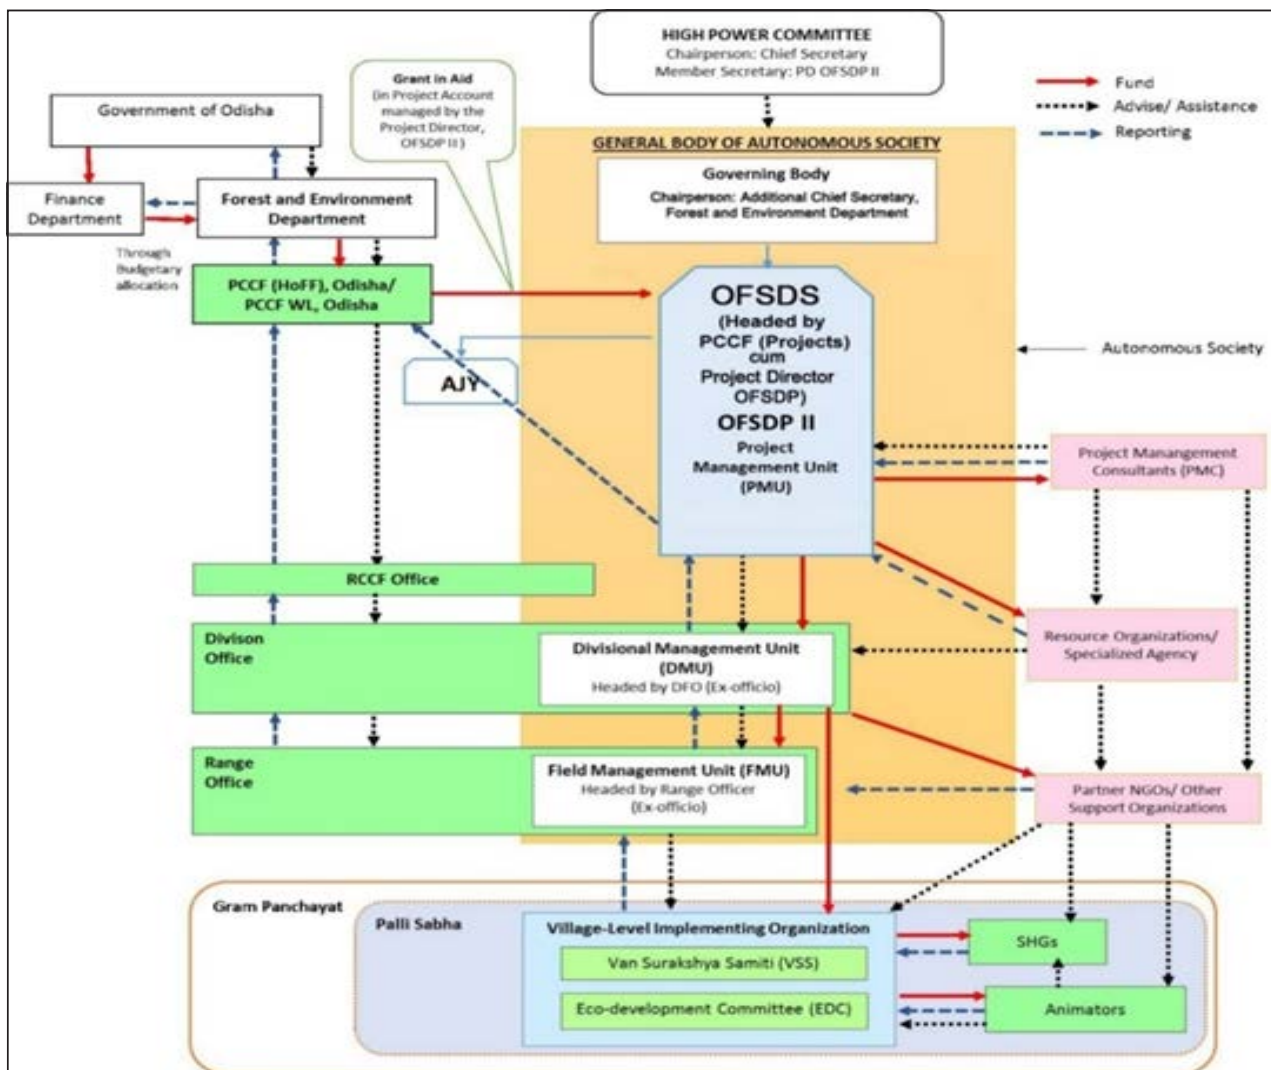 HIGH POWER COMMITTEE
Chairperson: Chief Secretary
Member Secretary: PD OFSDP II
Grant in Aid
(in Project Account
managed by the
Project Director,
OFSDP II)
Fund
Advise/ Assistence
Reporting
Government of Odisha
GENERAL BODY OF AUTONOMOUS SOCIETY
Governing Body
Chairperson: Additional Chief Secretary,
Forest and Environment Department
Finance
Department
Forest and Environment
Department
Through
Budgetary
allocation
PCCF (HoFF), Odisha/
PCCF WL, Odisha
OFSDS
(Headed by
PCCF (Projects)
cum
Project Director
OFSDP)
OFSDP II
Project
Management Unit
(PMU)
AJY
Autonomous Society
Project Manangement
Consultants (PMC)
RCCF Office
Divison
Office
Divisional Management Unit
(DMU)
Headed by DFO (Ex-officio)
Resource Organizations/
Specialized Agency
Range
Office
Field Management Unit (FMU)
Headed by Range Officer
(Ex-officio)
Partner NGOs/ Other
Support Organizations
Gram Panchayat
Palli Sabha
Village-Level Implementing Organization
Van Surakshya Samiti (VSS)
Eco-development Committee (EDC)
SHGs
Animators